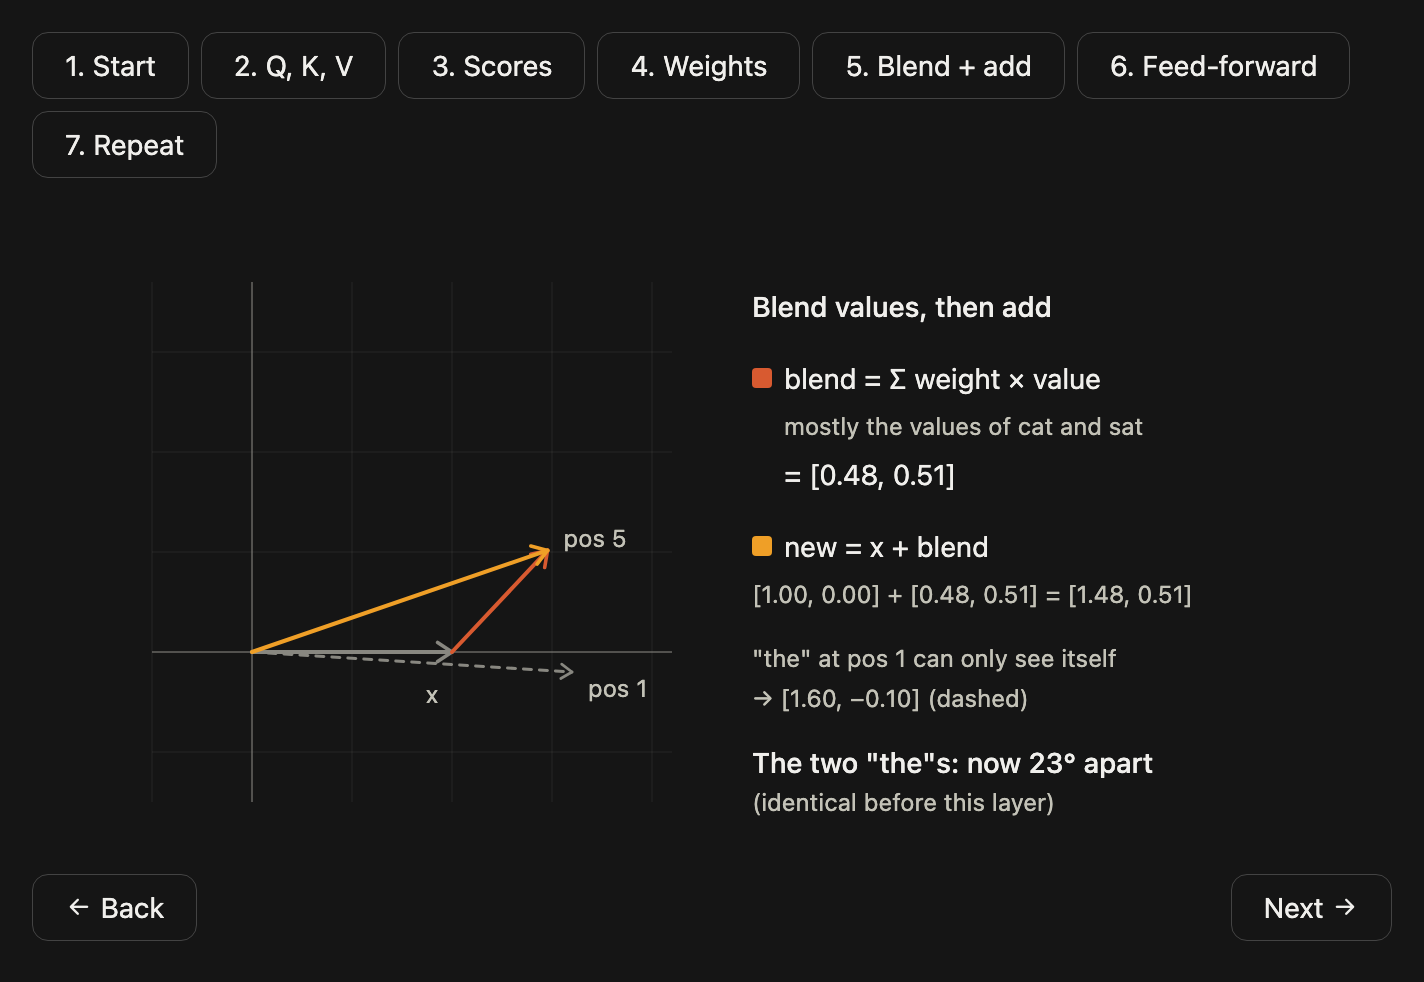 1. Start
2. Q, K, V
3. Scores
4. Weights
5. Blend + add
6. Feed-forward
7. Repeat
pos 5
x
pos 1
Blend values, then add
blend = Σ weight × value
mostly the values of cat and sat
= [0.48, 0.51]
new = x + blend
[1.00, 0.00] + [0.48, 0.51] = [1.48, 0.51]
"the" at pos 1 can only see itself
→ [1.60, −0.10] (dashed)
The two "the"s: now 23° apart
(identical before this layer)
← Back
Next →